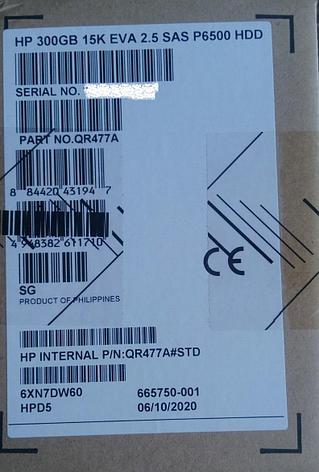 HP 300GB 15K EVA 2.5 SAS P6500 HDD
SERIAL NO.
PART NO.QR477A
8 84420 43194 7
4 948382 611710
CE
SG
PRODUCT OF PHILIPPINES
HP INTERNAL P/N:QR477A#STD
6XN7DW60 665750-001
HPD5 06/10/2020